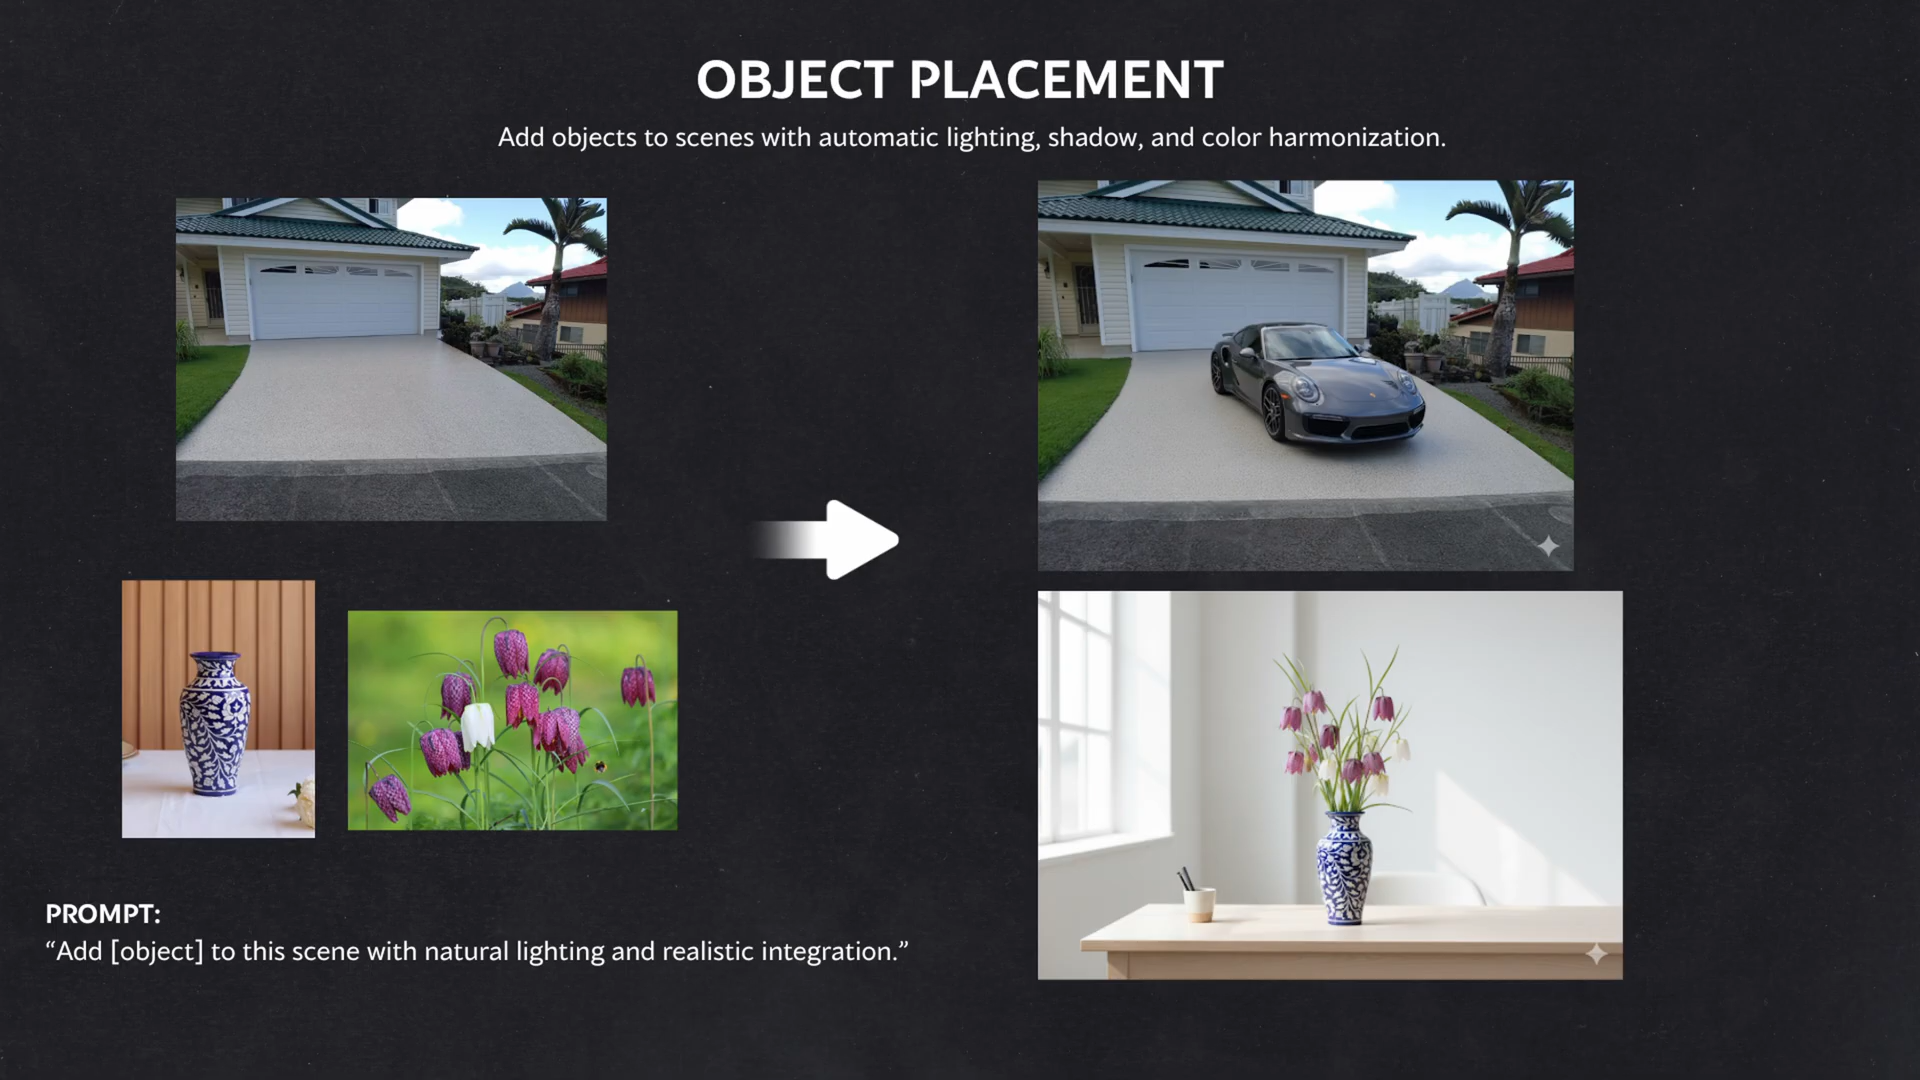 OBJECT PLACEMENT
Add objects to scenes with automatic lighting, shadow, and color harmonization.
PROMPT:
“Add [object] to this scene with natural lighting and realistic integration.”